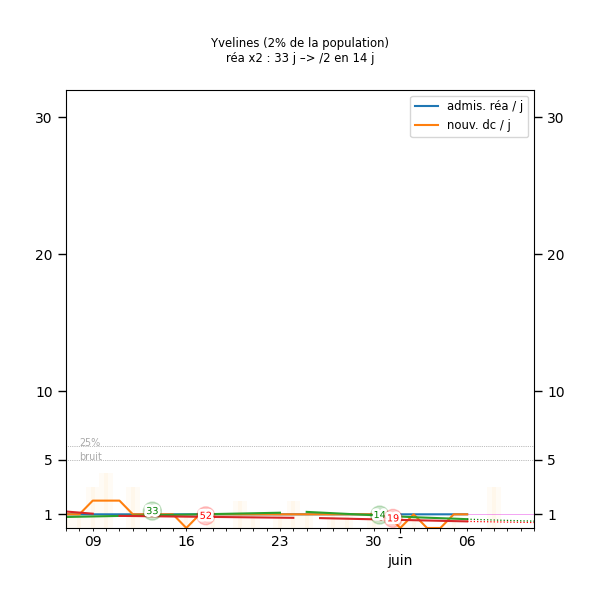 Yvelines (2% de la population)
réa x2 : 33 j –> /2 en 14 j
admis. réa / j
nouv. dc / j
30 30
20 20
10 10
25%
bruit
5 5
33 52 14 19
1 1
09 16 23 30 - 06
juin